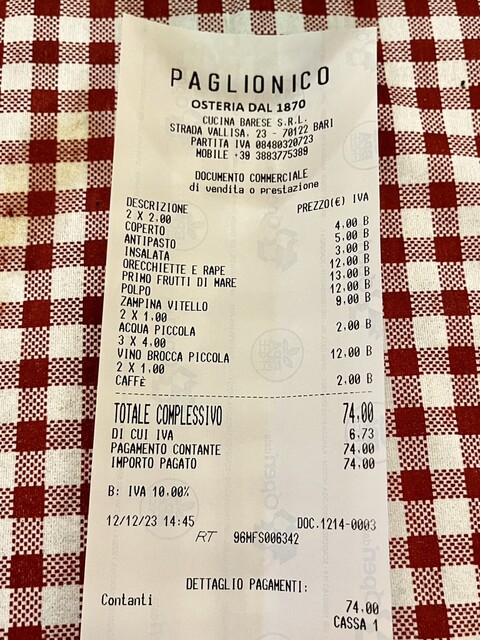 PAGLIONICO
OSTERIA DAL 1870
CUCINA BARESE S.R.L.
STRADA VALLISA, 23 - 70122 BARI
PARTITA IVA 08480320723
MOBILE +39 3883775389
DOCUMENTO COMMERCIALE
di vendita o prestazione
DESCRIZIONE PREZZO(€) IVA
2 X 2.00
COPERTO 4.00 B
ANTIPASTO 5.00 B
INSALATA 3.00 B
ORECCHIETTE E RAPE 12.00 B
PRIMO FRUTTI DI MARE 13.00 B
POLPO 12.00 B
ZAMPINA VITELLO 9.00 B
2 X 1.00
ACQUA PICCOLA 2.00 B
3 X 4.00
VINO BROCCA PICCOLA 12.00 B
2 X 1.00
CAFFÈ 2.00 B
TOTALE COMPLESSIVO 74.00
DI CUI IVA 6.73
PAGAMENTO CONTANTE 74.00
IMPORTO PAGATO 74.00
B: IVA 10.00%
12/12/23 14:45 DOC.1214-0003
RT 96MFS006342
DETTAGLIO PAGAMENTI:
Contanti 74.00
CASSA 1